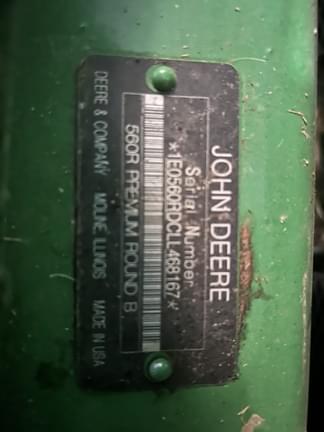 JOHN DEERE
Serial Number
*1E0560RDCLL468167*
560R PREMIUM ROUND B
DEERE & COMPANY MOLINE, ILLINOIS MADE IN USA